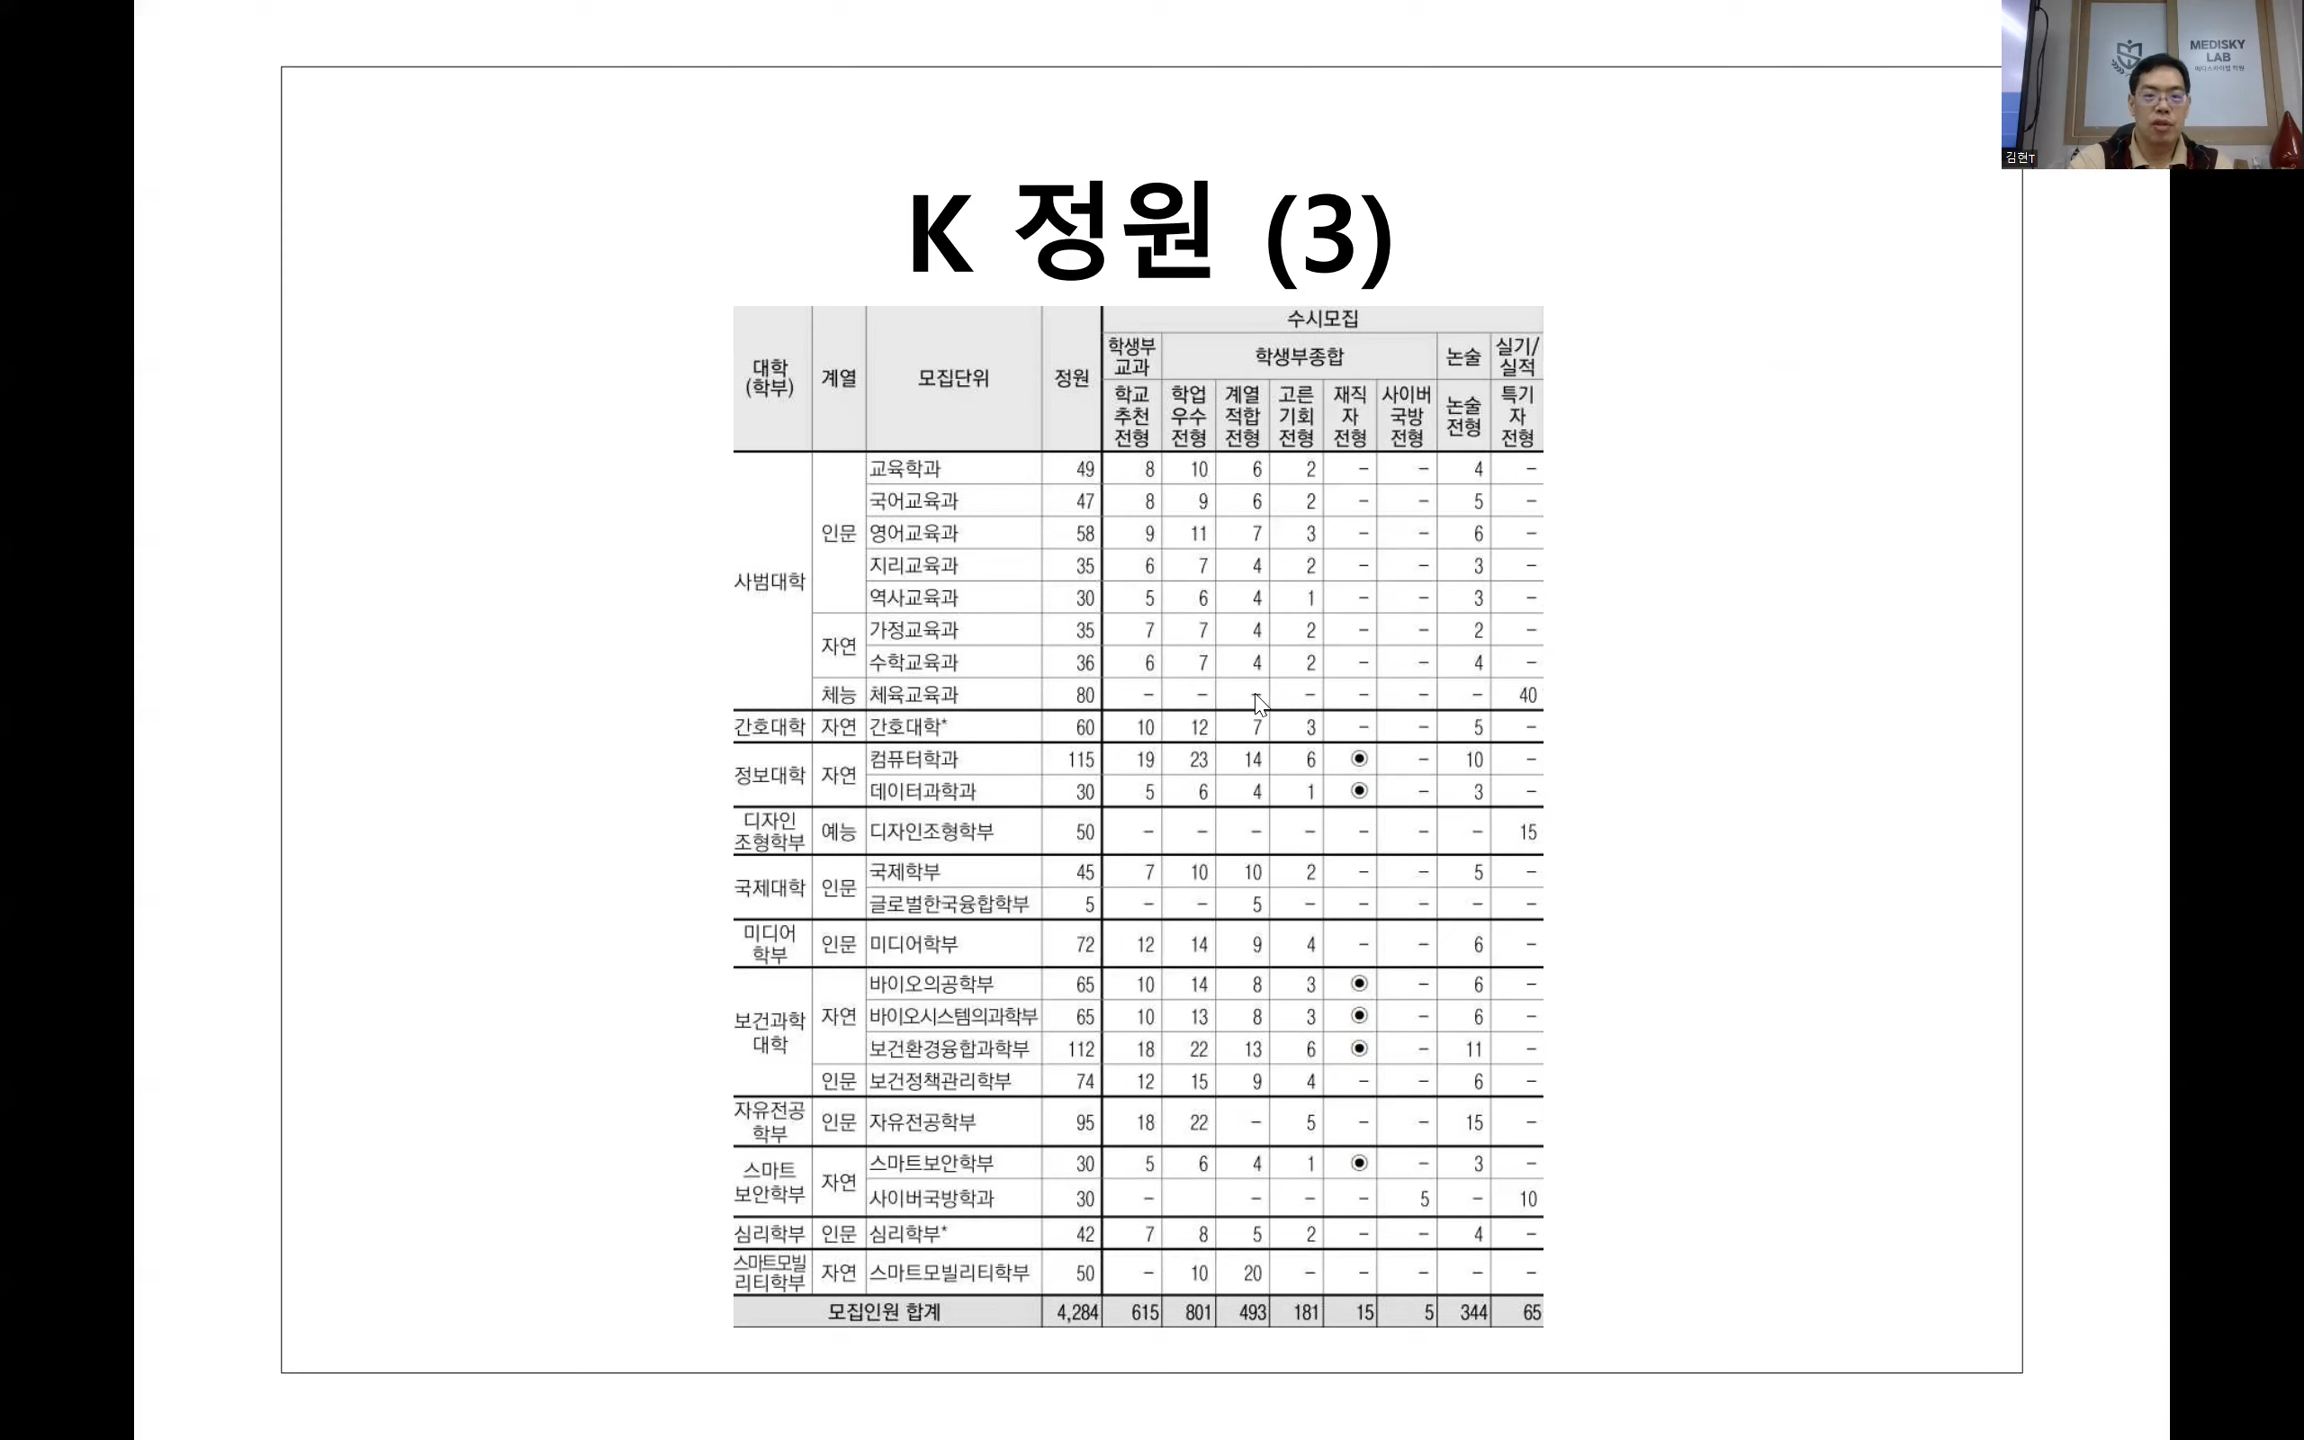 MEDISKY
LAB
메디스카이랩 학원
김현T
K 정원 (3)
대학
(학부)
계열
모집단위
정원
수시모집
학생부
교과
학생부종합
논술
실기/
실적
학교
추천
전형
학업
우수
전형
계열
적합
전형
고른
기회
전형
재직
자
전형
사이버
국방
전형
논술
전형
특기
자
전형
사범대학 인문 교육학과 49 8 10 6 2 – – 4 –
국어교육과 47 8 9 6 2 – – 5 –
영어교육과 58 9 11 7 3 – – 6 –
지리교육과 35 6 7 4 2 – – 3 –
역사교육과 30 5 6 4 1 – – 3 –
자연 가정교육과 35 7 7 4 2 – – 2 –
수학교육과 36 6 7 4 2 – – 4 –
체능 체육교육과 80 – – – – – – – 40
간호대학 자연 간호대학* 60 10 12 7 3 – – 5 –
정보대학 자연 컴퓨터학과 115 19 23 14 6 ◉ – 10 –
데이터과학과 30 5 6 4 1 ◉ – 3 –
디자인
조형학부 예능 디자인조형학부 50 – – – – – – – 15
국제대학 인문 국제학부 45 7 10 10 2 – – 5 –
글로벌한국융합학부 5 – – 5 – – – – –
미디어
학부 인문 미디어학부 72 12 14 9 4 – – 6 –
보건과학
대학 자연 바이오의공학부 65 10 14 8 3 ◉ – 6 –
바이오시스템의과학부 65 10 13 8 3 ◉ – 6 –
보건환경융합과학부 112 18 22 13 6 ◉ – 11 –
인문 보건정책관리학부 74 12 15 9 4 – – 6 –
자유전공
학부 인문 자유전공학부 95 18 22 – 5 – – 15 –
스마트
보안학부 자연 스마트보안학부 30 5 6 4 1 ◉ – 3 –
사이버국방학과 30 – – – – – 5 – 10
심리학부 인문 심리학부* 42 7 8 5 2 – – 4 –
스마트모빌
리티학부 자연 스마트모빌리티학부 50 – 10 20 – – – – –
모집인원 합계 4,284 615 801 493 181 15 5 344 65